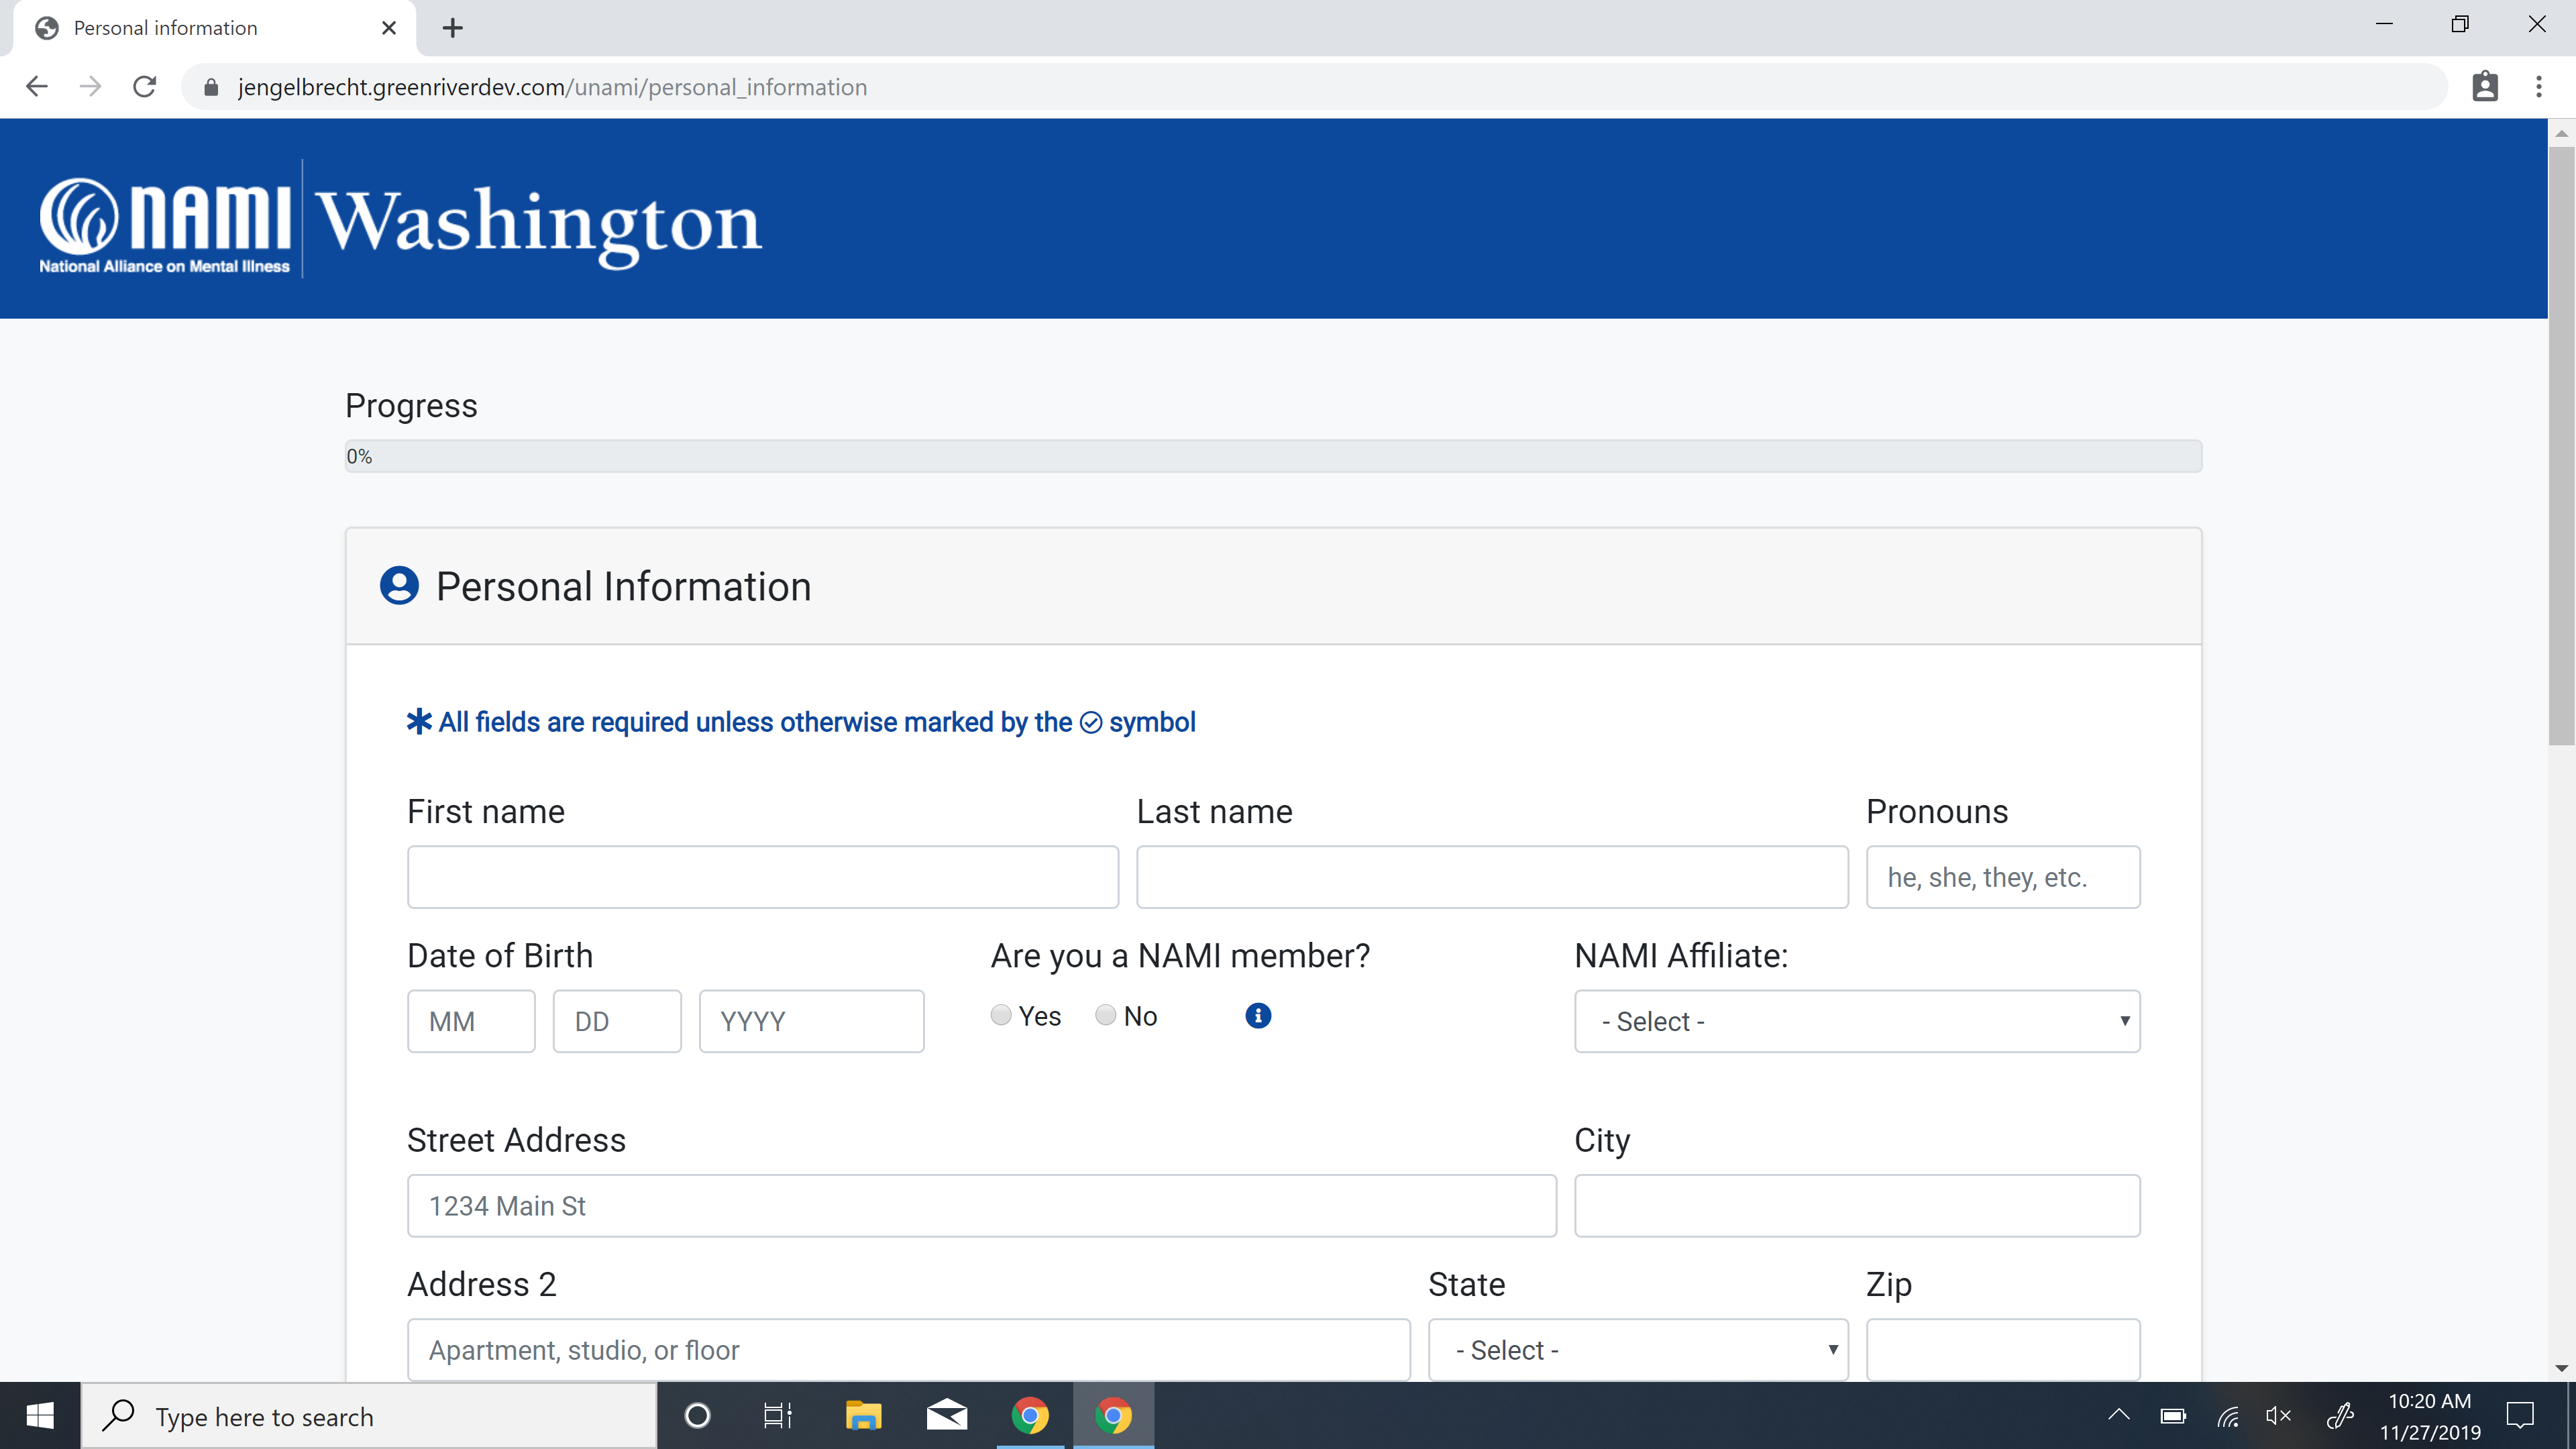 Personal information
jengelbrecht.greenriverdev.com/unami/personal_information
NAMI Washington
National Alliance on Mental Illness
Progress
0%
Personal Information
All fields are required unless otherwise marked by the symbol
First name Last name Pronouns
he, she, they, etc.
Date of Birth Are you a NAMI member? NAMI Affiliate:
MM DD YYYY Yes No - Select -
Street Address City
1234 Main St
Address 2 State Zip
Apartment, studio, or floor - Select -
Type here to search
10:20 AM
11/27/2019